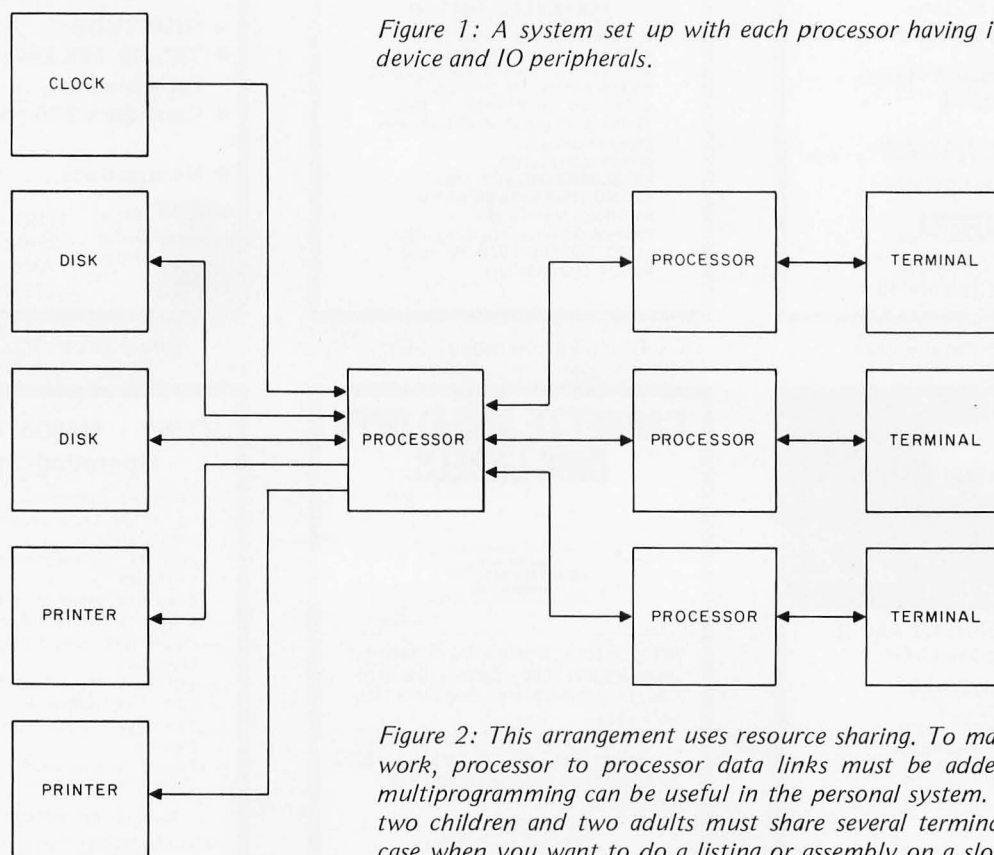 Figure 1: A system set up with each processor having i
device and IO peripherals.
CLOCK
DISK
PROCESSOR
TERMINAL
DISK
PROCESSOR
PROCESSOR
TERMINAL
PRINTER
PROCESSOR
TERMINAL
PRINTER
Figure 2: This arrangement uses resource sharing. To ma
work, processor to processor data links must be adde
multiprogramming can be useful in the personal system.
two children and two adults must share several termina
case when you want to do a listing or assembly on a slo